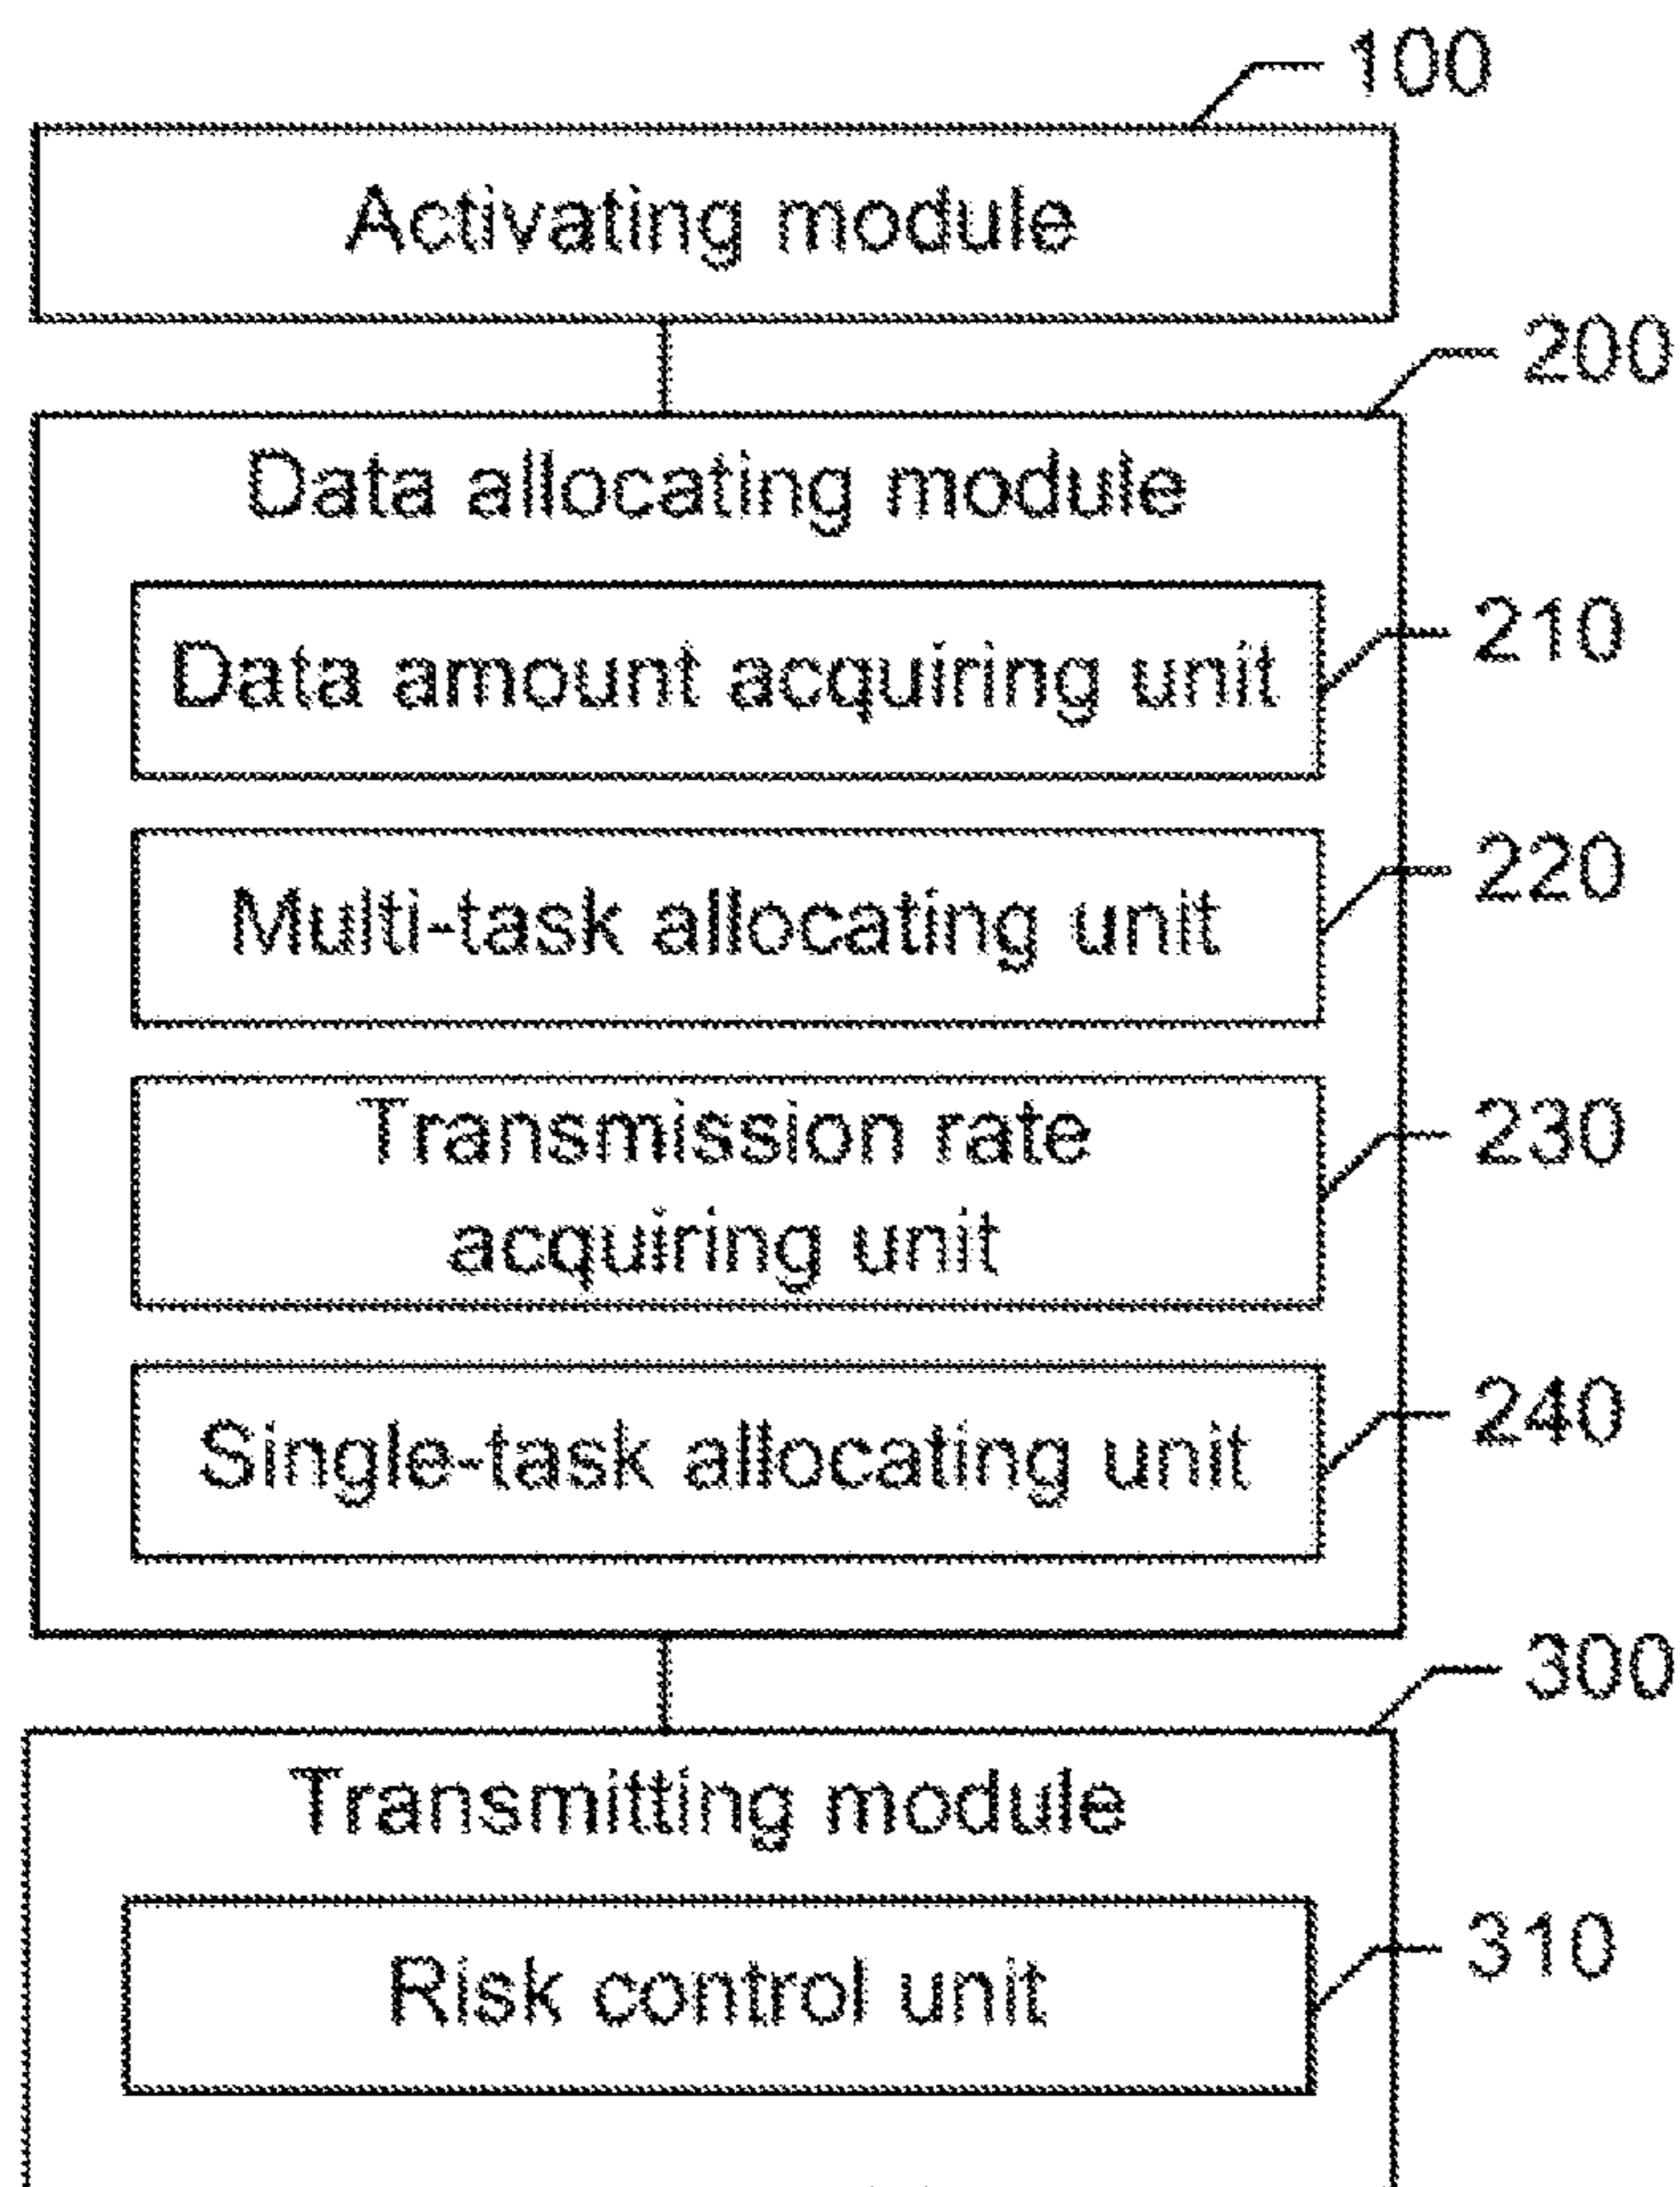 100
Activating module
200
Data allocating module
Data amount acquiring unit
210
Multi-task allocating unit
220
Transmission rate
acquiring unit
230
Single-task allocating unit
240
300
Transmitting module
Risk control unit
310